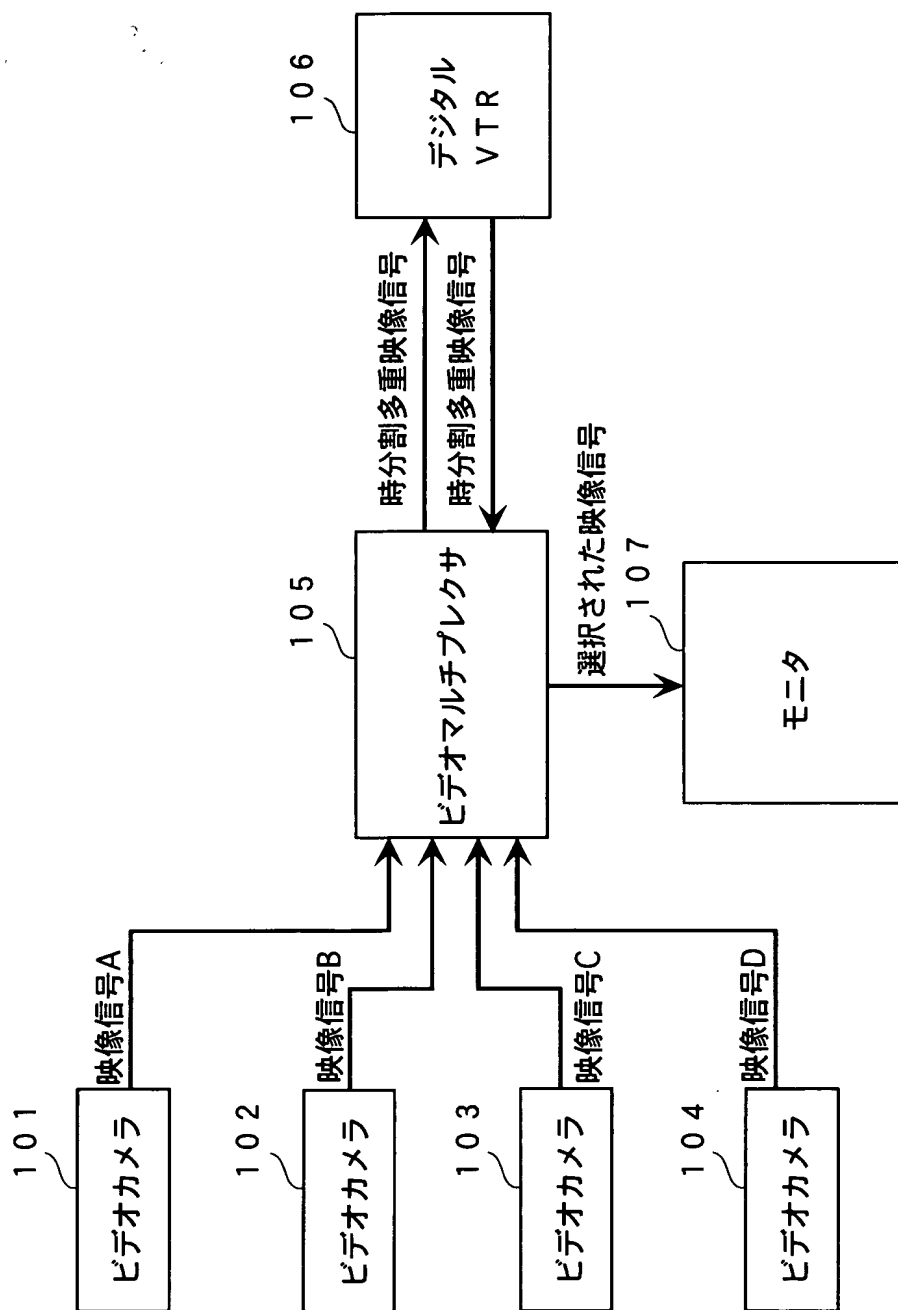 101
ビデオカメラ
映像信号A
102
ビデオカメラ
映像信号B
103
ビデオカメラ
映像信号C
104
ビデオカメラ
映像信号D
105
ビデオマルチプレクサ
時分割多重映像信号
時分割多重映像信号
106
デジタル
VTR
選択された映像信号
107
モニタ